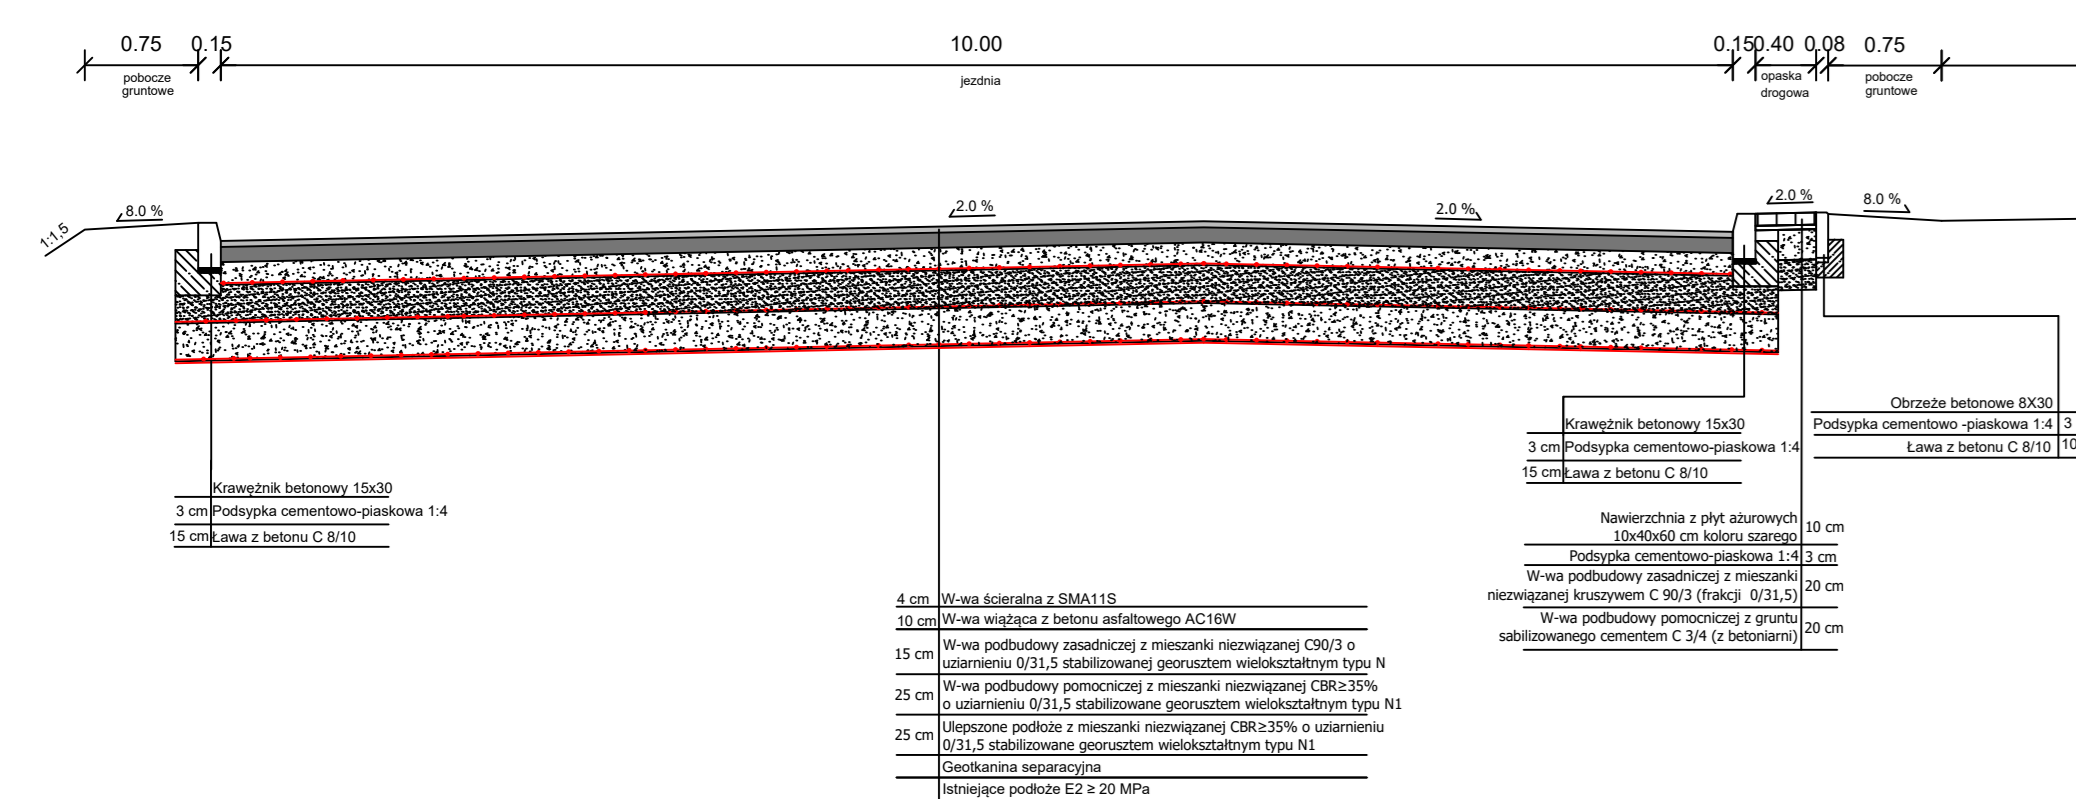 0.75 0.15 10.00 0.15 0.40 0.08 0.75
pobocze
gruntowe
jezdnia
opaska
drogowa
pobocze
gruntowe
1:1,5
8.0 %
2.0 %
2.0 %
2.0 %
8.0 %
Krawężnik betonowy 15x30
3 cm Podsypka cementowo-piaskowa 1:4
15 cm Ława z betonu C 8/10
4 cm W-wa ścieralna z SMA11S
10 cm W-wa wiążąca z betonu asfaltowego AC16W
15 cm W-wa podbudowy zasadniczej z mieszanki niezwiązanej C90/3 o
uziarnieniu 0/31,5 stabilizowanej georusztem wielokształtnym typu N
25 cm W-wa podbudowy pomocniczej z mieszanki niezwiązanej CBR≥35%
o uziarnieniu 0/31,5 stabilizowane georusztem wielokształtnym typu N1
25 cm Ulepszone podłoże z mieszanki niezwiązanej CBR≥35% o uziarnieniu
0/31,5 stabilizowane georusztem wielokształtnym typu N1
Geotkanina separacyjna
Istniejące podłoże E2 ≥ 20 MPa
Krawężnik betonowy 15x30
3 cm Podsypka cementowo-piaskowa 1:4
15 cm Ława z betonu C 8/10
Obrzeże betonowe 8X30
Podsypka cementowo -piaskowa 1:4 3
Ława z betonu C 8/10 10
Nawierzchnia z płyt ażurowych
10x40x60 cm koloru szarego 10 cm
Podsypka cementowo-piaskowa 1:4 3 cm
W-wa podbudowy zasadniczej z mieszanki
niezwiązanej kruszywem C 90/3 (frakcji 0/31,5) 20 cm
W-wa podbudowy pomocniczej z gruntu
sabilizowanego cementem C 3/4 (z betoniarni) 20 cm